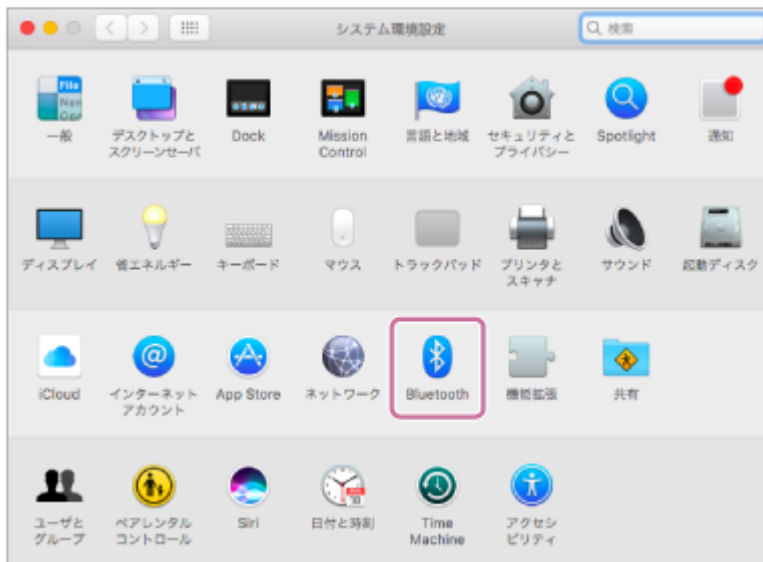 システム環境設定
検索
File
New
Ope
一般
デスクトップと
スクリーンセーバ
Dock
Mission
Control
言語と地域
セキュリティと
プライバシー
Spotlight
通知
ディスプレイ
省エネルギー
キーボード
マウス
トラックパッド
プリンタと
スキャナ
サウンド
起動ディスク
iCloud
インターネット
アカウント
App Store
ネットワーク
Bluetooth
機能拡張
共有
ユーザと
グループ
ペアレンタル
コントロール
Siri
日付と時刻
Time
Machine
アクセシ
ビリティ